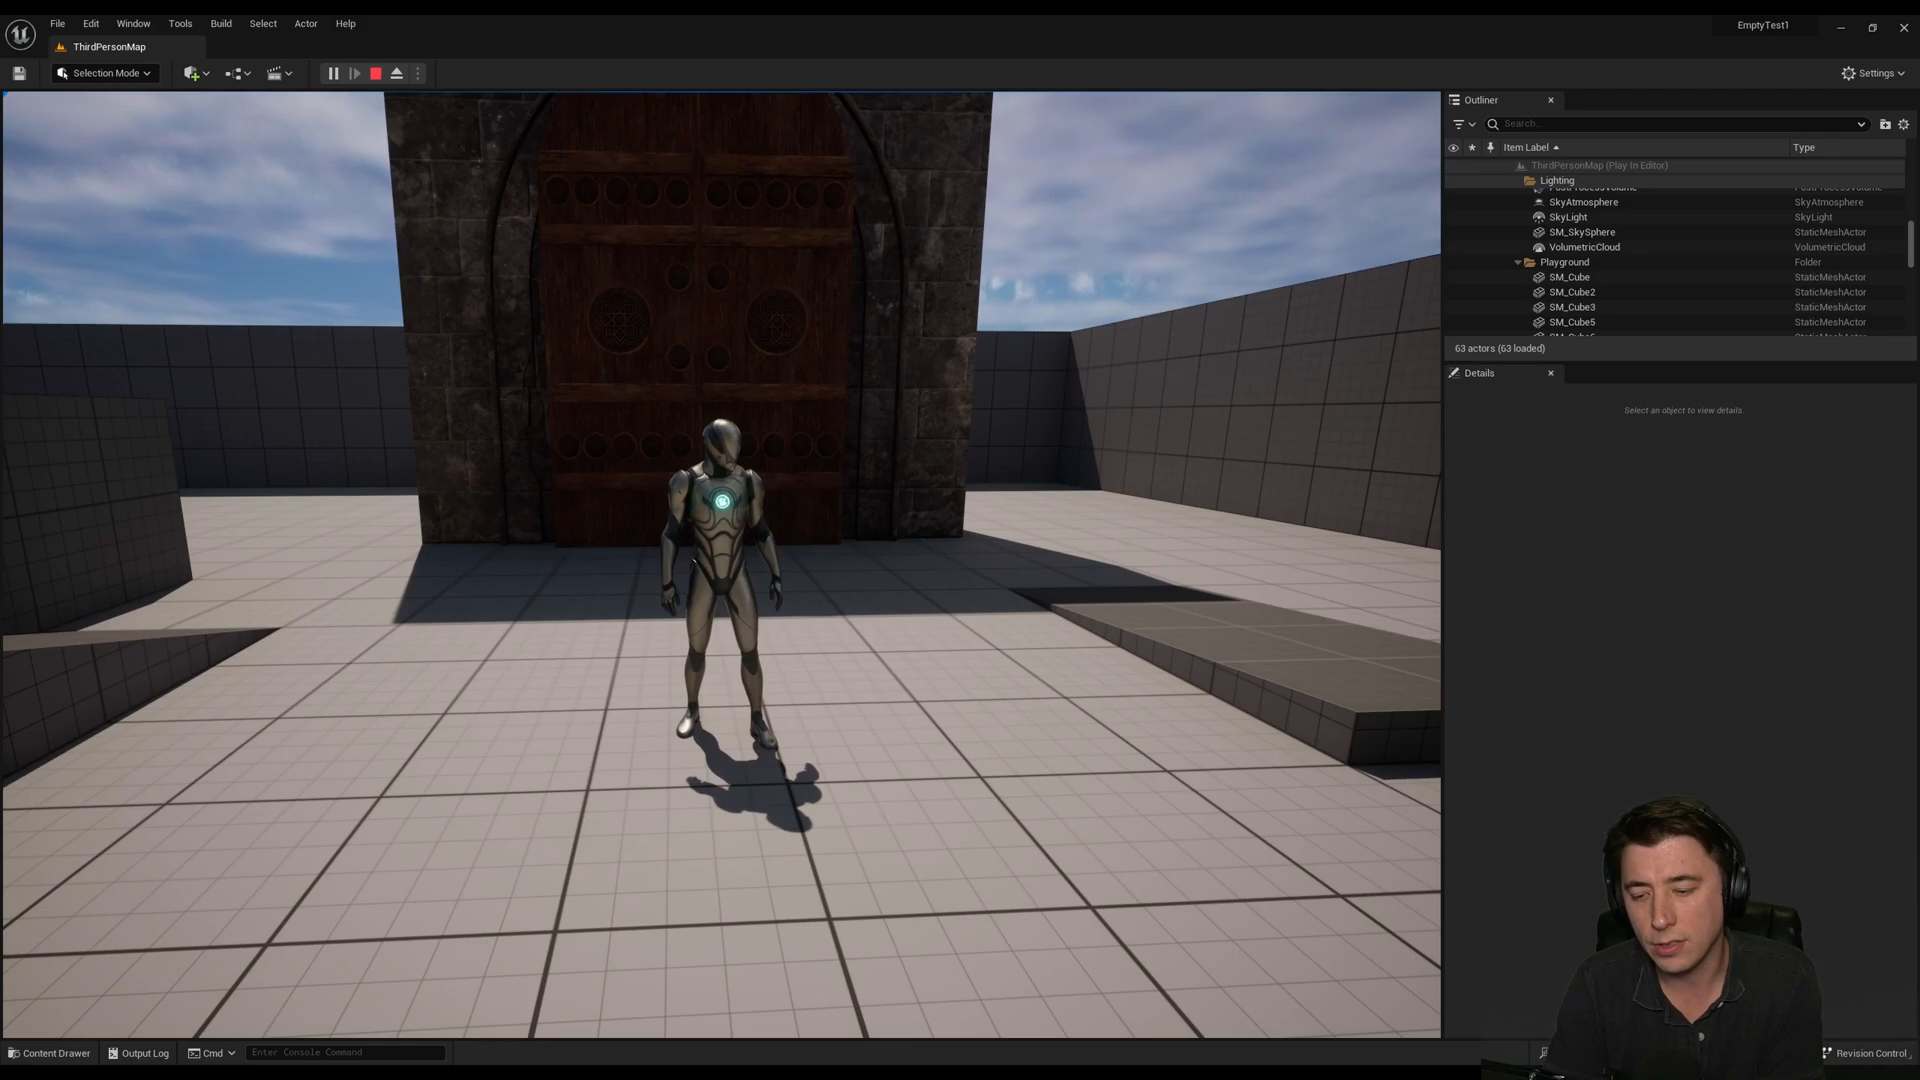 File Edit Window Tools Build Select Actor Help
EmptyTest1
ThirdPersonMap
Selection Mode
Settings
Outliner
Search...
Item Label Type
ThirdPersonMap (Play In Editor)
Lighting
PostProcessVolume PostProcessVolume
SkyAtmosphere SkyAtmosphere
SkyLight SkyLight
SM_SkySphere StaticMeshActor
VolumetricCloud VolumetricCloud
Playground Folder
SM_Cube StaticMeshActor
SM_Cube2 StaticMeshActor
SM_Cube3 StaticMeshActor
SM_Cube5 StaticMeshActor
63 actors (63 loaded)
Details
Select an object to view details.
Content Drawer Output Log Cmd Enter Console Command
Revision Control